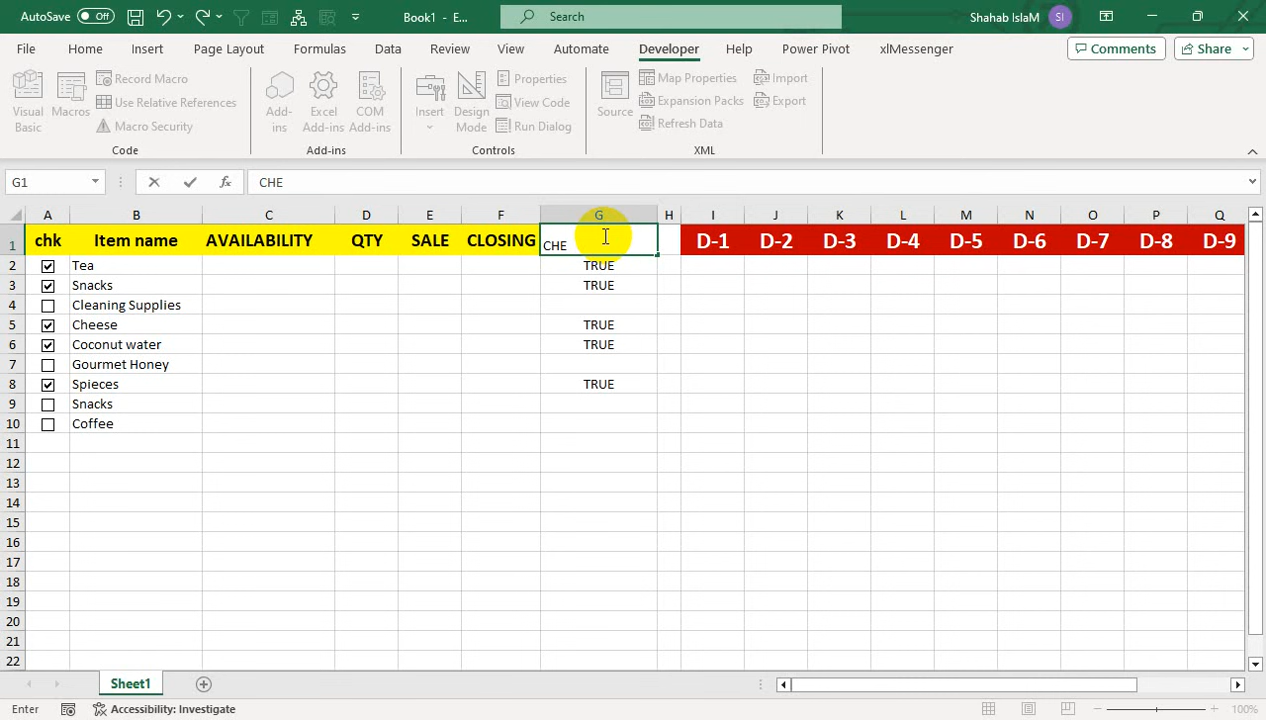 AutoSave Off Book1 - E... Search Shahab IslaM SI
File Home Insert Page Layout Formulas Data Review View Automate Developer Help Power Pivot xlMessenger Comments Share
Visual Basic Macros Record Macro Use Relative References Macro Security Code
Add-ins Excel Add-ins COM Add-ins Add-ins
Insert Design Mode Properties View Code Run Dialog Controls
Source Map Properties Expansion Packs Refresh Data Import Export XML
G1 fx CHE
A B C D E F G H I J K L M N O P Q
1 chk Item name AVAILABILITY QTY SALE CLOSING CHE D-1 D-2 D-3 D-4 D-5 D-6 D-7 D-8 D-9
2 Tea TRUE
3 Snacks TRUE
4 Cleaning Supplies
5 Cheese TRUE
6 Coconut water TRUE
7 Gourmet Honey
8 Spieces TRUE
9 Snacks
10 Coffee
11
12
13
14
15
16
17
18
19
20
21
22
Sheet1
Enter Accessibility: Investigate 100%